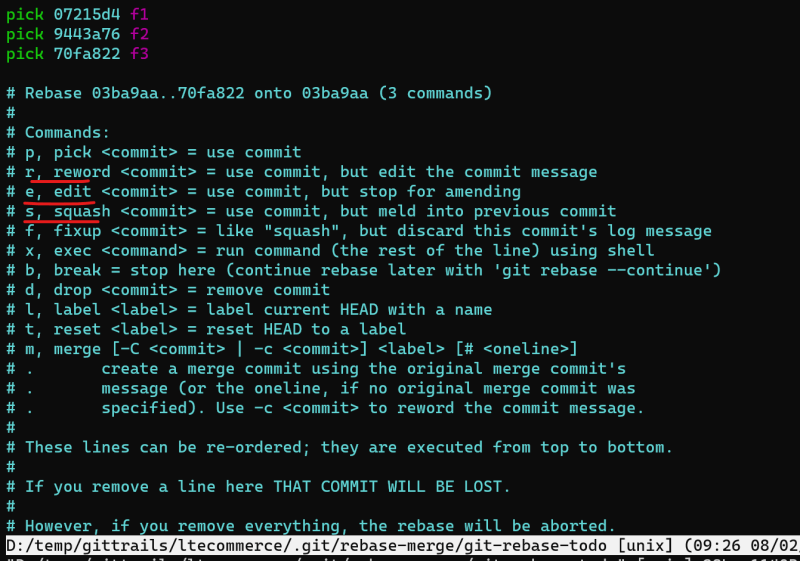 pick 07215d4 f1
pick 9443a76 f2
pick 70fa822 f3
# Rebase 03ba9aa..70fa822 onto 03ba9aa (3 commands)
#
# Commands:
# p, pick <commit> = use commit
# r, reword <commit> = use commit, but edit the commit message
# e, edit <commit> = use commit, but stop for amending
# s, squash <commit> = use commit, but meld into previous commit
# f, fixup <commit> = like "squash", but discard this commit's log message
# x, exec <command> = run command (the rest of the line) using shell
# b, break = stop here (continue rebase later with 'git rebase --continue')
# d, drop <commit> = remove commit
# l, label <label> = label current HEAD with a name
# t, reset <label> = reset HEAD to a label
# m, merge [-C <commit> | -c <commit>] <label> [# <oneline>]
# .       create a merge commit using the original merge commit's
# .       message (or the oneline, if no original merge commit was
# .       specified). Use -c <commit> to reword the commit message.
#
# These lines can be re-ordered; they are executed from top to bottom.
#
# If you remove a line here THAT COMMIT WILL BE LOST.
#
# However, if you remove everything, the rebase will be aborted.
D:/temp/gittrails/ltecommerce/.git/rebase-merge/git-rebase-todo [unix] (09:26 08/02